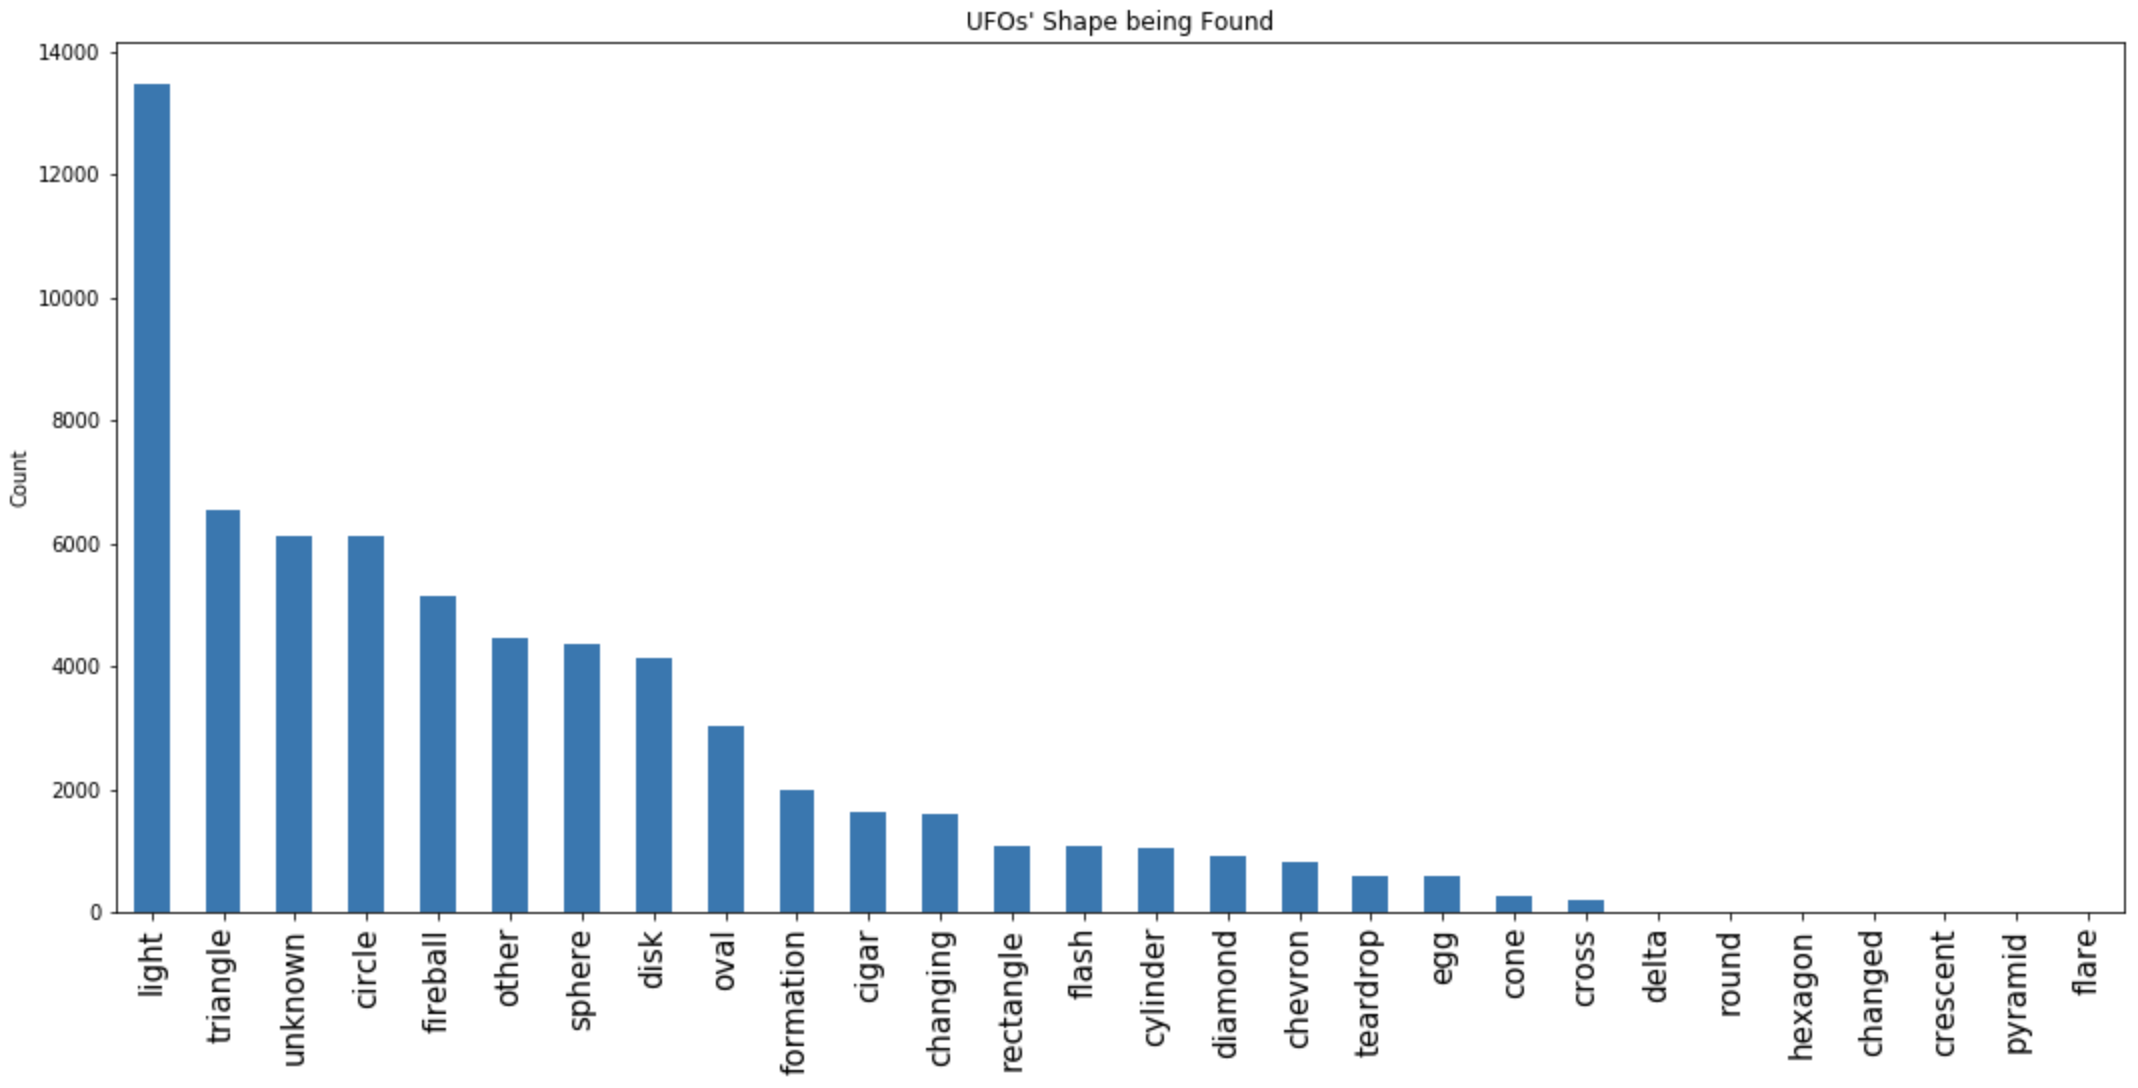 UFOs' Shape being Found
14000
12000
10000
8000
6000
4000
2000
0
Count
light
triangle
unknown
circle
fireball
other
sphere
disk
oval
formation
cigar
changing
rectangle
flash
cylinder
diamond
chevron
teardrop
egg
cone
cross
delta
round
hexagon
changed
crescent
pyramid
flare